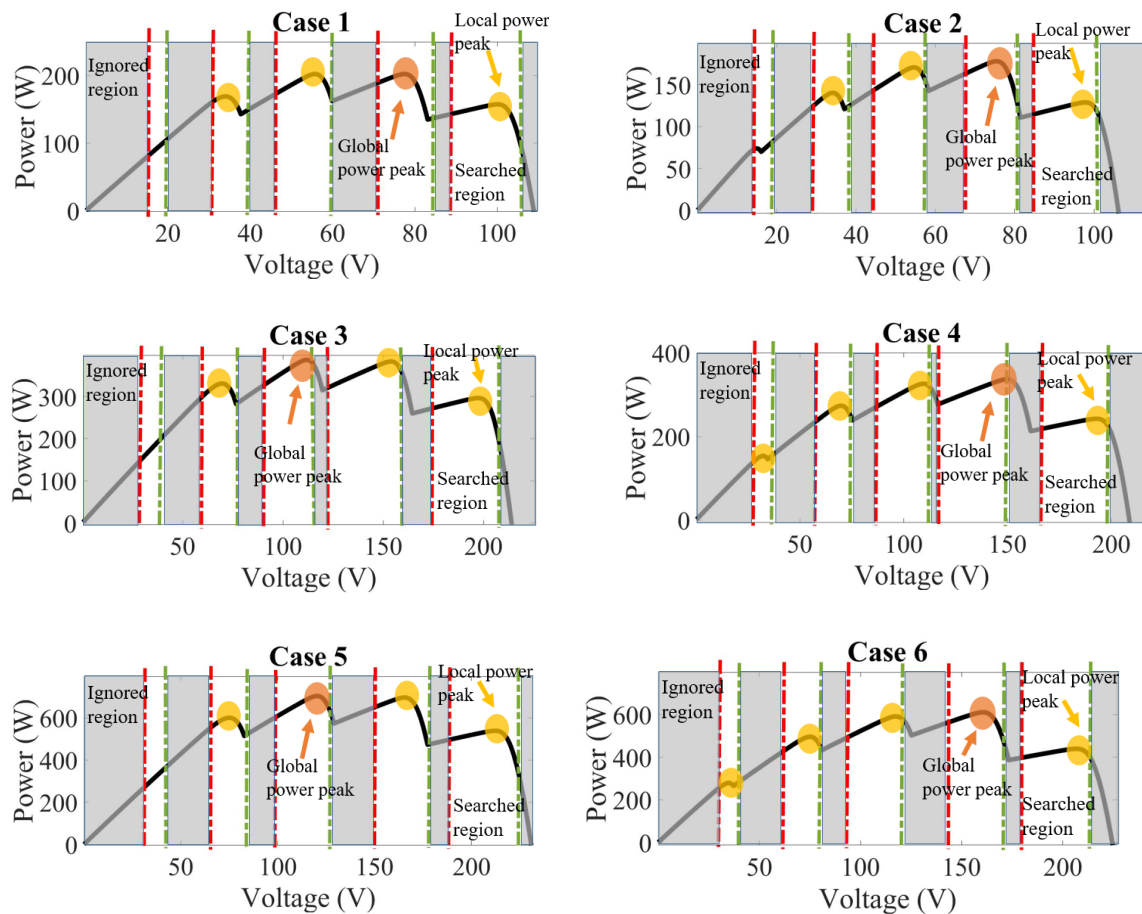 Case 1
Local power
peak
Ignored
region
Power (W)
200
100
0
Global
power peak
Searched
region
20
40
60
80
100
Voltage (V)
Case 2
Local power
peak
Ignored
region
Power (W)
150
100
50
0
Global
power peak
Searched
region
20
40
60
80
100
Voltage (V)
Case 3
Local power
peak
Ignored
region
Power (W)
300
200
100
0
Global
power peak
Searched
region
50
100
150
200
Voltage (V)
Case 4
Local power
peak
Ignored
region
Power (W)
400
200
0
Global
power peak
Searched
region
50
100
150
200
Voltage (V)
Case 5
Local power
peak
Ignored
region
Power (W)
600
400
200
0
Global
power peak
Searched
region
50
100
150
200
Voltage (V)
Case 6
Local power
peak
Ignored
region
Power (W)
600
400
200
0
Global
power peak
Searched
region
50
100
150
200
Voltage (V)